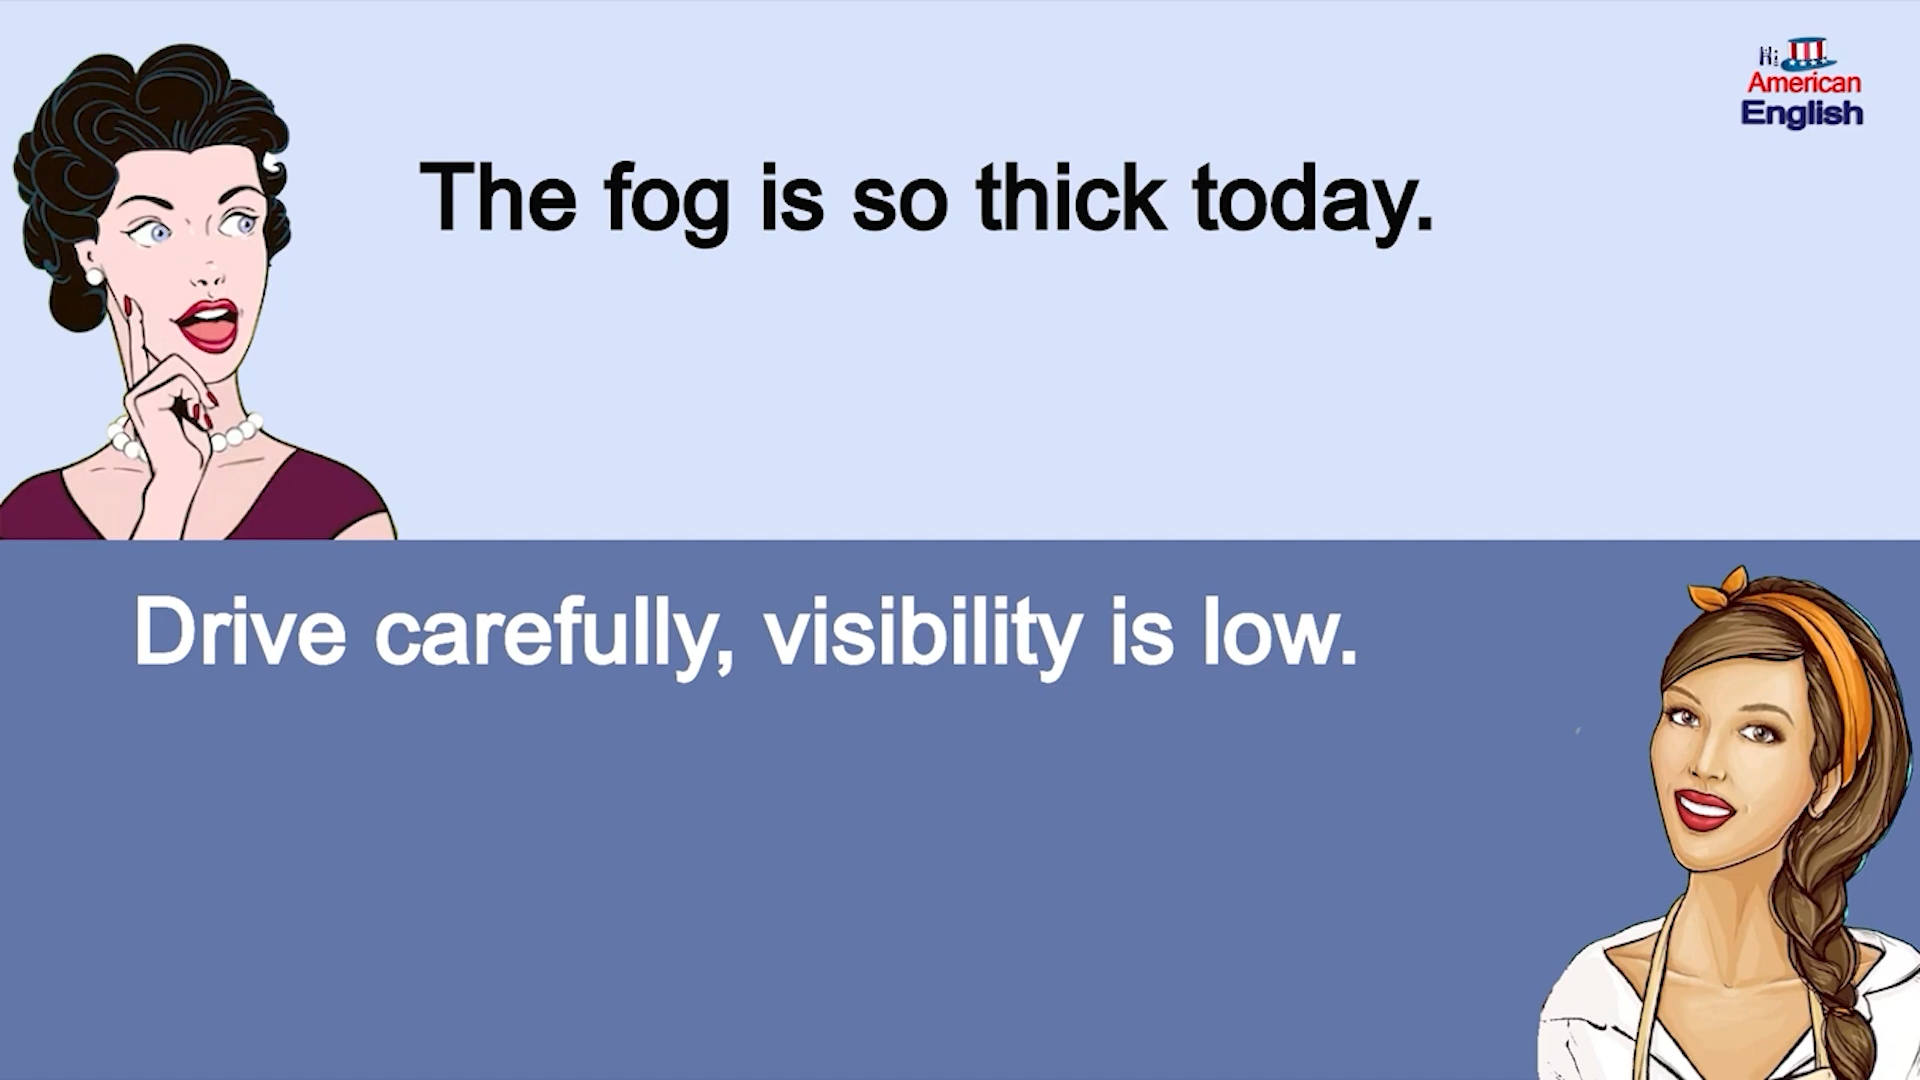 Hi
American
English
The fog is so thick today.
Drive carefully, visibility is low.